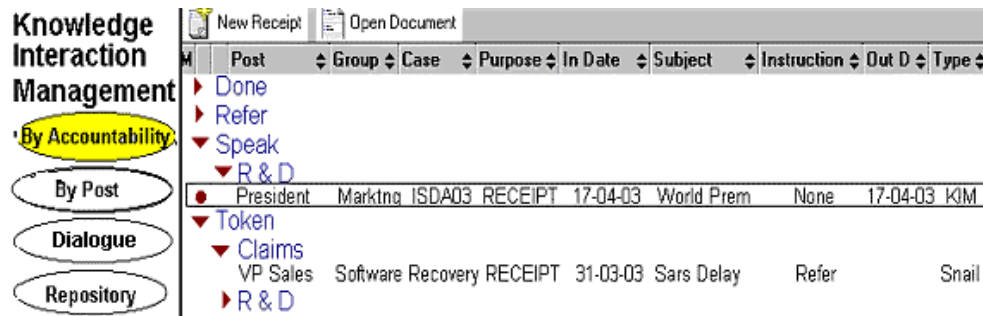 Knowledge
Interaction
Management
By Accountability
By Post
Dialogue
Repository
New Receipt Open Document
M Post Group Case Purpose In Date Subject Instruction Out D Type
Done
Refer
Speak
R & D
President Marktng ISDA03 RECEIPT 17-04-03 World Prem None 17-04-03 KIM
Token
Claims
VP Sales Software Recovery RECEIPT 31-03-03 Sars Delay Refer Snail
R & D